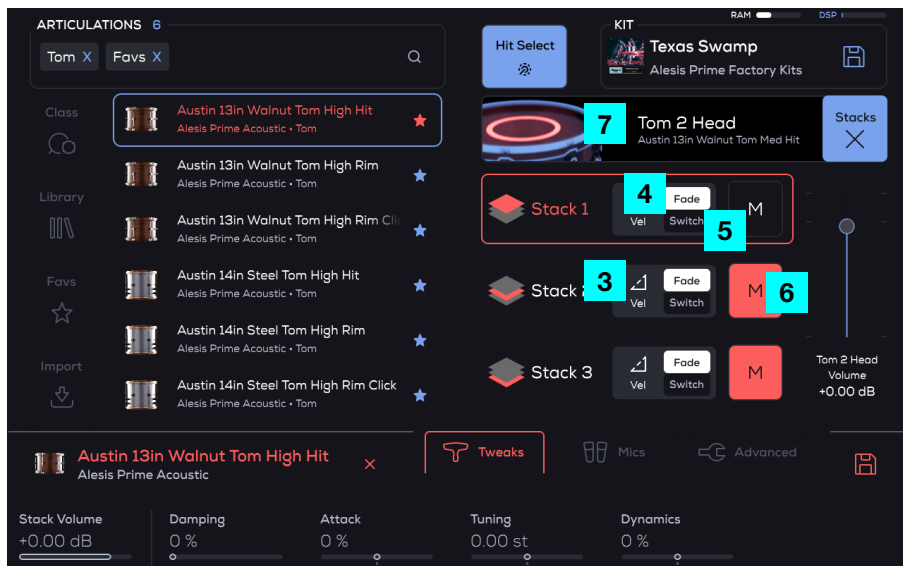 ARTICULATIONS 6
Tom X Favs X
Hit Select
RAM DSP
KIT
Texas Swamp
Alesis Prime Factory Kits
Class
Library
Favs
Import
Austin 13in Walnut Tom High Hit
Alesis Prime Acoustic • Tom
Austin 13in Walnut Tom High Rim
Alesis Prime Acoustic • Tom
Austin 13in Walnut Tom High Rim Clic
Alesis Prime Acoustic • Tom
Austin 14in Steel Tom High Hit
Alesis Prime Acoustic • Tom
Austin 14in Steel Tom High Rim
Alesis Prime Acoustic • Tom
Austin 14in Steel Tom High Rim Click
Alesis Prime Acoustic • Tom
7
Tom 2 Head
Austin 13in Walnut Tom Med Hit
Stacks
Stack 1
4
Vel
Fade
Switch
5
M
Stack
3
Vel
Fade
Switch
M
6
Stack 3
Vel
Fade
Switch
M
Tom 2 Head
Volume
+0.00 dB
Austin 13in Walnut Tom High Hit
Alesis Prime Acoustic
Tweaks
Mics
Advanced
Stack Volume
+0.00 dB
Damping
0 %
Attack
0 %
Tuning
0.00 st
Dynamics
0 %